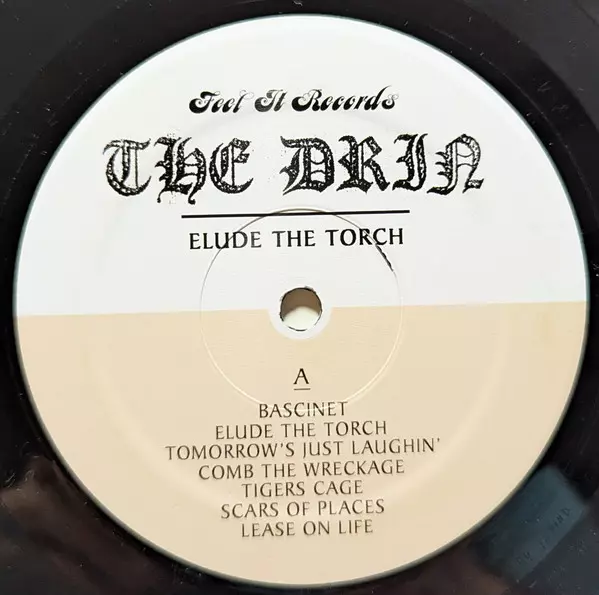 Feel It Records
THE DRIN
ELUDE THE TORCH
A
BASCINET
ELUDE THE TORCH
TOMORROW'S JUST LAUGHIN'
COMB THE WRECKAGE
TIGERS CAGE
SCARS OF PLACES
LEASE ON LIFE